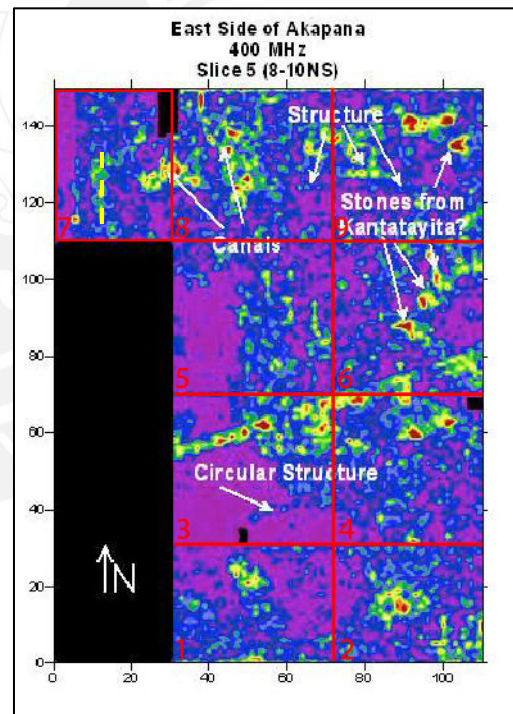 East Side of Akapana
400 MHz
Slice 5 (8-10NS)
140
120
100
80
60
40
20
0
Structure
Stones from
Kantatayita?
Canals
7
8
9
5
6
Circular Structure
3
4
N
1
2
0
20
40
60
80
100